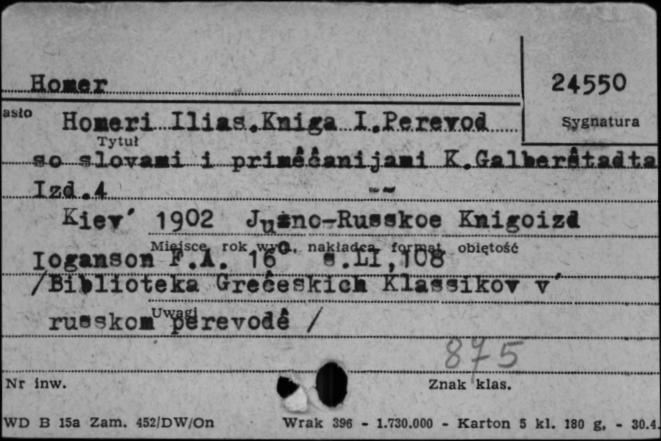 Homer
24550
asło
Homeri Ilias.Kniga I.Perevod
Sygnatura
Tytuł
so slovami i priměčanijami K.Galberêtadta
Izd.4
Kiev′ 1902 Južno-Russkoe Knigoizd
Miejsce, rok wyd., nakładca, format, objętość
Ioganson F.A. 16° s.LI,108
/Biblioteka Grečeskich Klassikov v′
Uwagi
russkom perevodê /
875
Nr inw.
Znak klas.
WD B 15a Zam. 452/DW/On Wrak 396 - 1.730.000 - Karton 5 kl. 180 g, - 30.4.